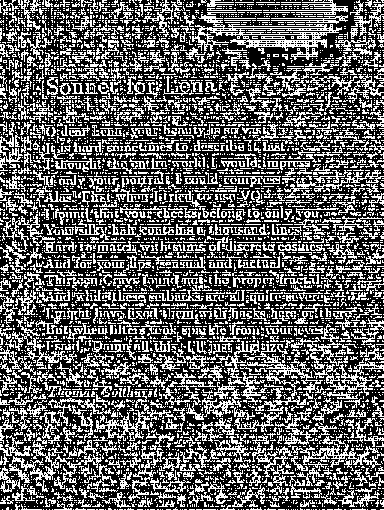 Sonnet for Lena
O dear Lena, your beauty is so vast
It is hard sometimes to describe it fast.
I thought the entire world I would impress
If only your portrait I could compress.
Alas! First when I tried to use VQ
I found that your cheeks belong to only you.
Your silky hair contains a thousand lines
Hard to match with sums of discrete cosines.
And for your lips, sensual and tactual
Thirteen Crays found not the proper fractal.
And while these setbacks are all quite severe
I might have fixed them with hacks here or there
But when filters took sparkle from your eyes
I said, "Damn all this. I'll just digitize."
Thomas Colthurst